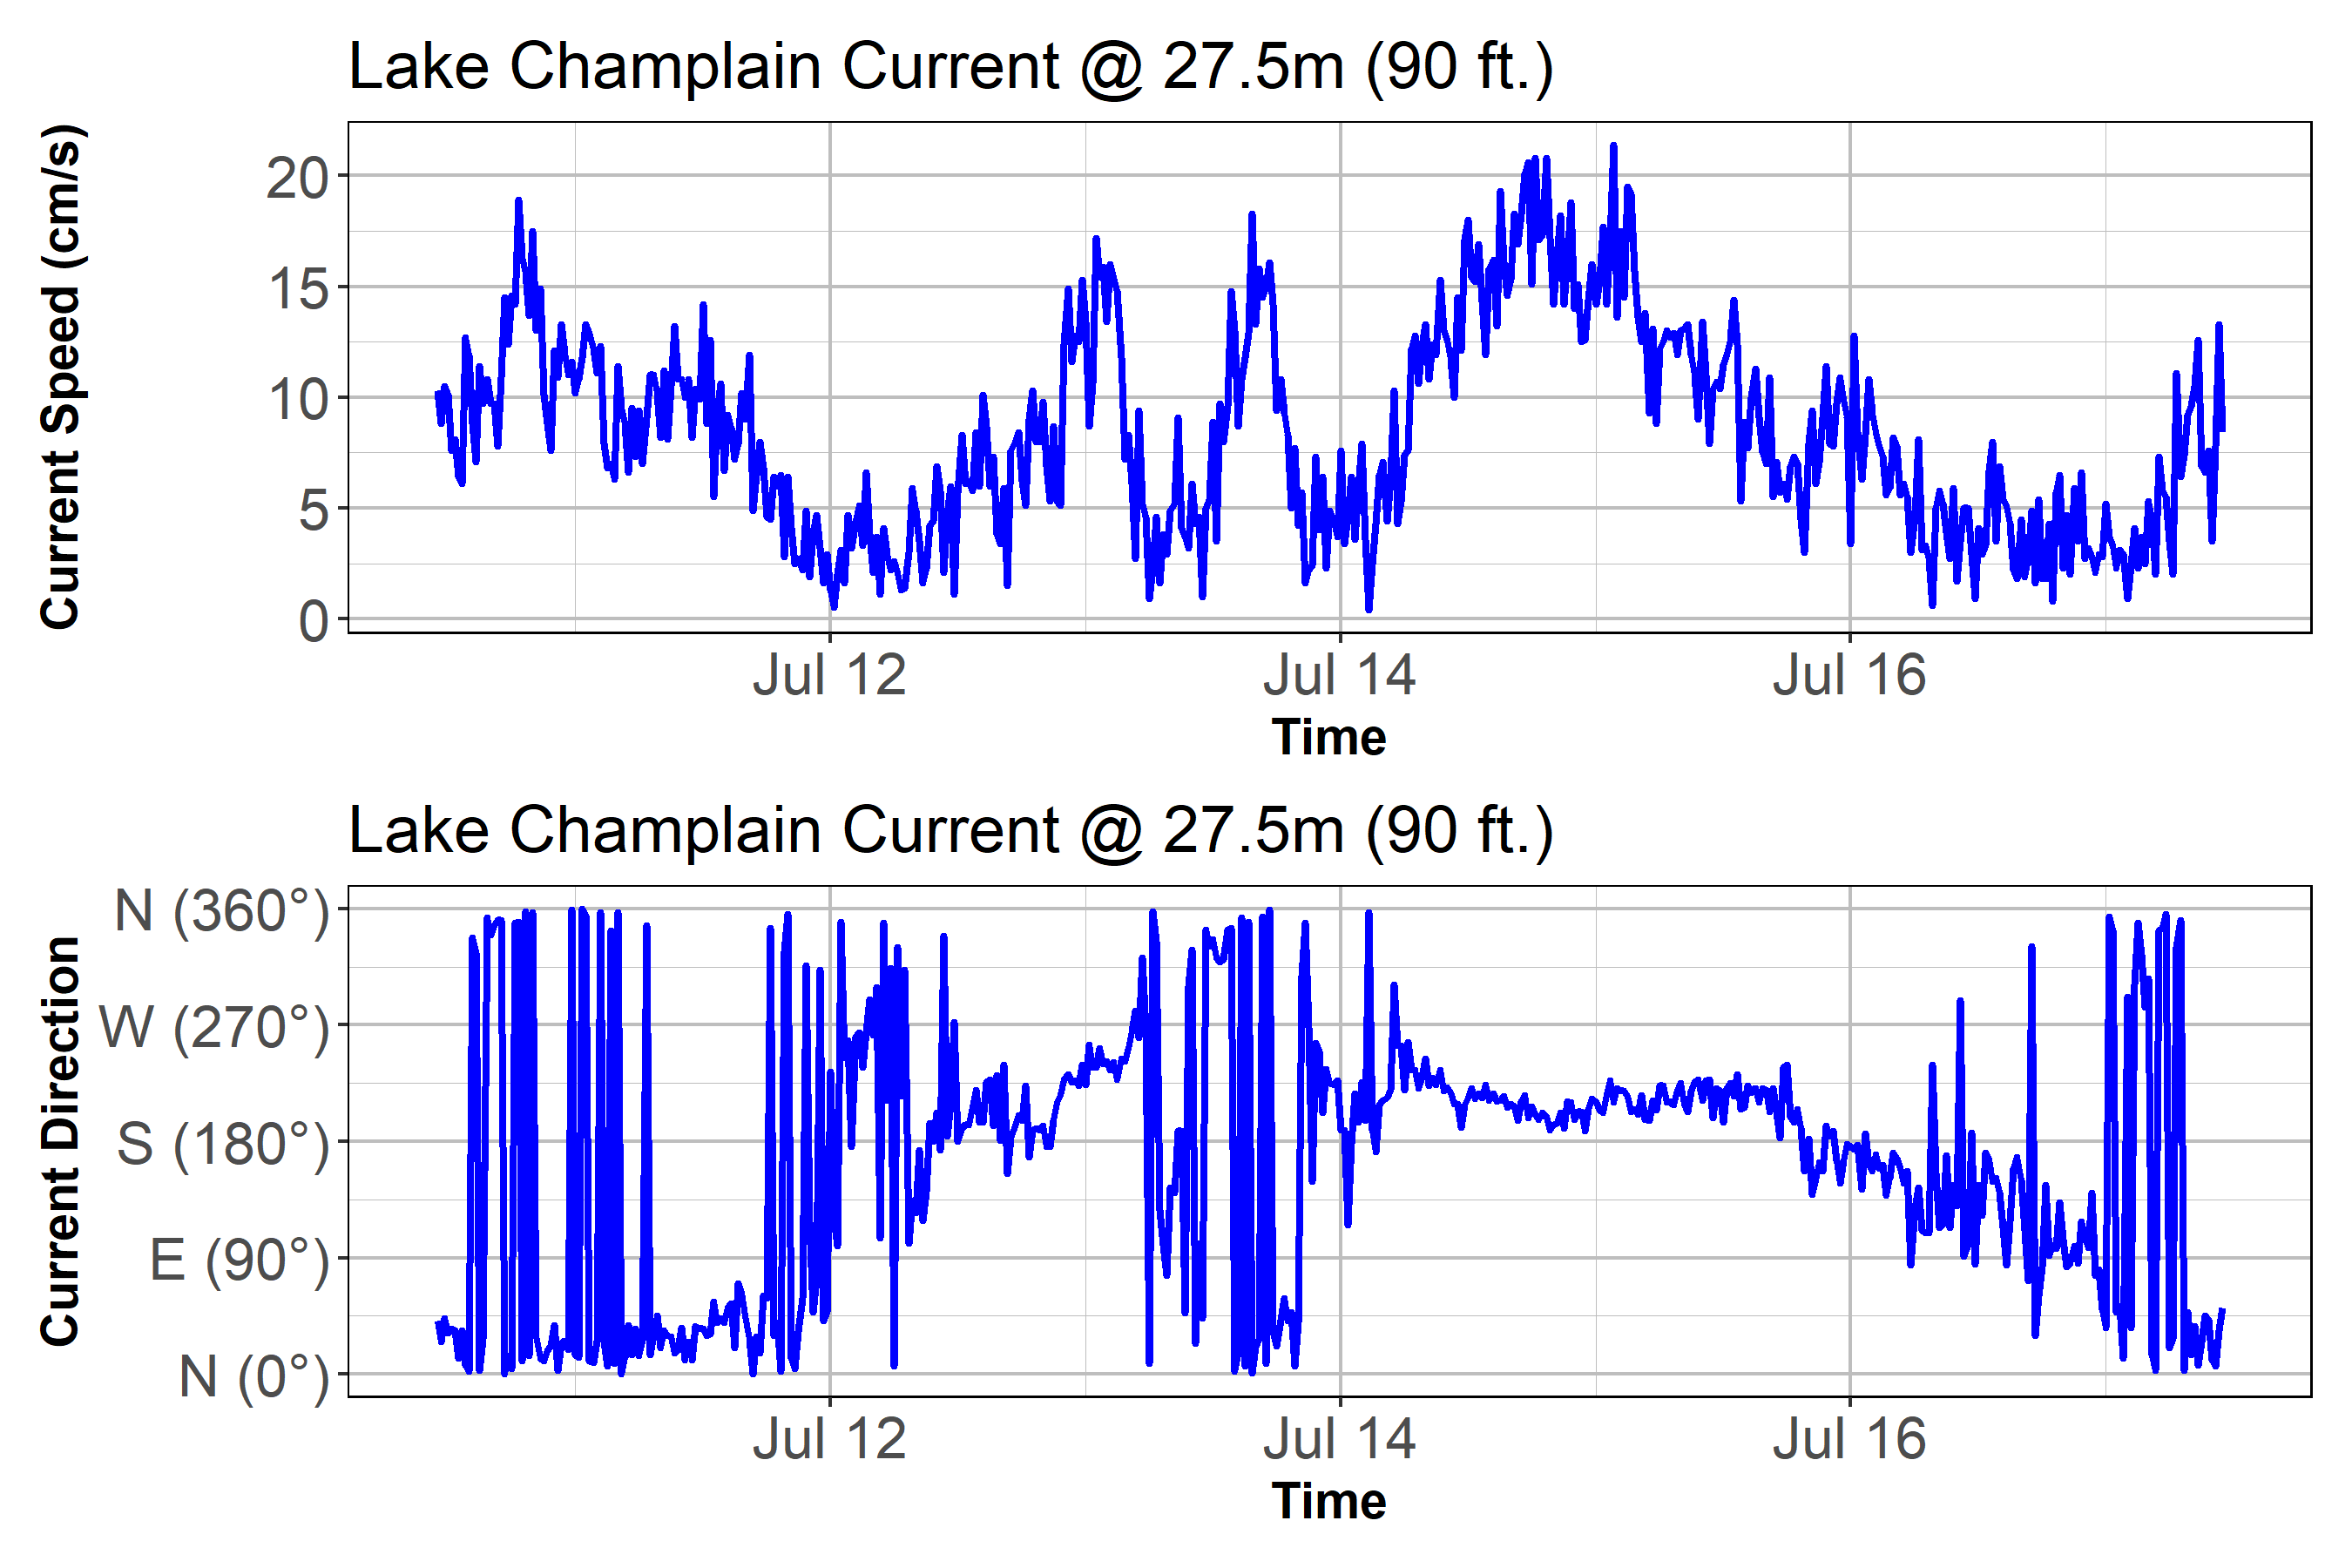 Lake Champlain Current @ 27.5m (90 ft.)
Current Speed (cm/s)
20
15
10
5
0
Jul 12 Jul 14 Jul 16
Time
Lake Champlain Current @ 27.5m (90 ft.)
Current Direction
N (360°)
W (270°)
S (180°)
E (90°)
N (0°)
Jul 12 Jul 14 Jul 16
Time